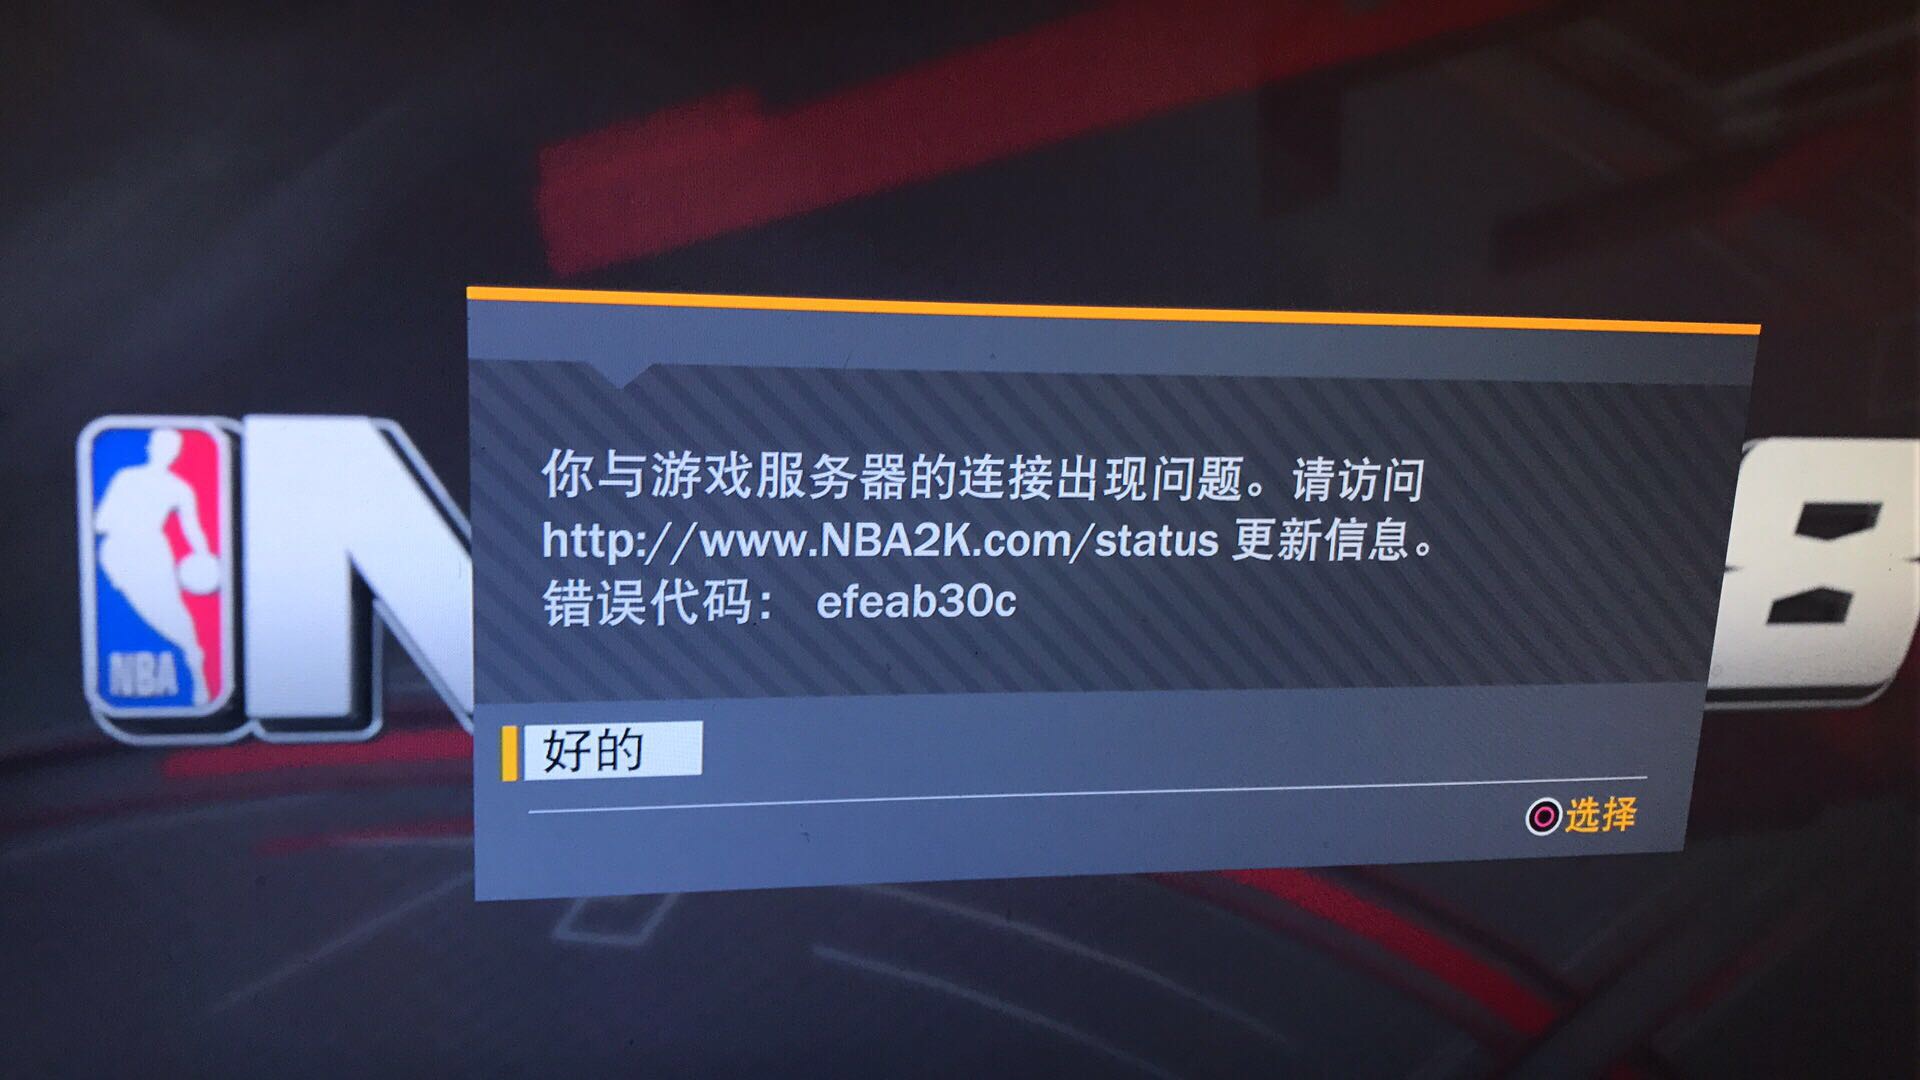 你与游戏服务器的连接出现问题。请访问
http://www.NBA2K.com/status 更新信息。
错误代码： efeab30c
好的
选择
NBA
N
8